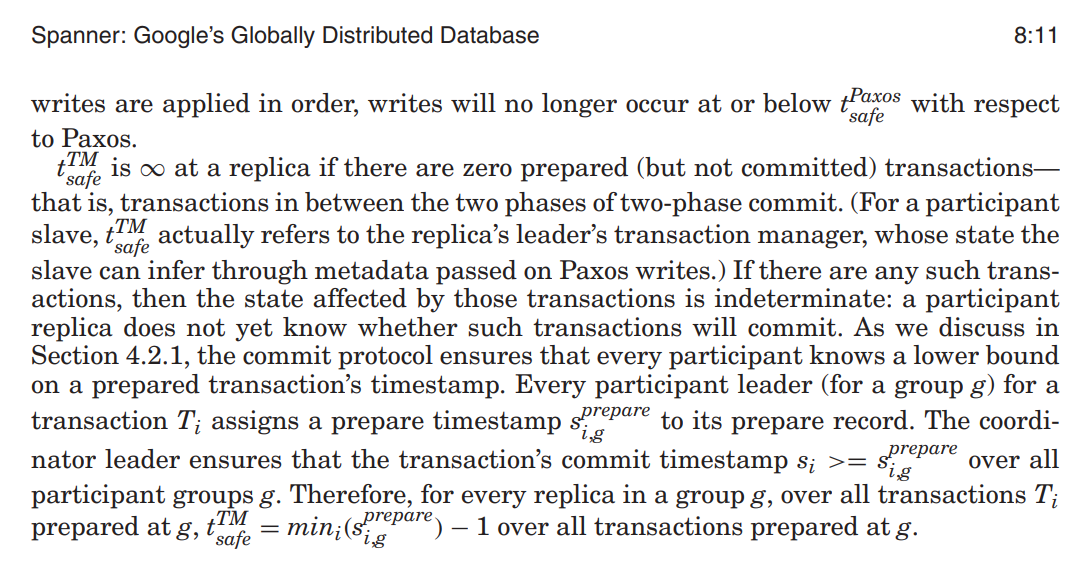 Spanner: Google's Globally Distributed Database 8:11
writes are applied in order, writes will no longer occur at or below $t_{safe}^{Paxos}$ with respect
to Paxos.
$t_{safe}^{TM}$ is ∞ at a replica if there are zero prepared (but not committed) transactions—
that is, transactions in between the two phases of two-phase commit. (For a participant
slave, $t_{safe}^{TM}$ actually refers to the replica's leader's transaction manager, whose state the
slave can infer through metadata passed on Paxos writes.) If there are any such trans-
actions, then the state affected by those transactions is indeterminate: a participant
replica does not yet know whether such transactions will commit. As we discuss in
Section 4.2.1, the commit protocol ensures that every participant knows a lower bound
on a prepared transaction's timestamp. Every participant leader (for a group g) for a
transaction $T_i$ assigns a prepare timestamp $s_{i,g}^{prepare}$ to its prepare record. The coordi-
nator leader ensures that the transaction's commit timestamp $s_i$ >= $s_{i,g}^{prepare}$ over all
participant groups g. Therefore, for every replica in a group g, over all transactions $T_i$
prepared at g, $t_{safe}^{TM}$ = $min_i(s_{i,g}^{prepare})$ − 1 over all transactions prepared at g.